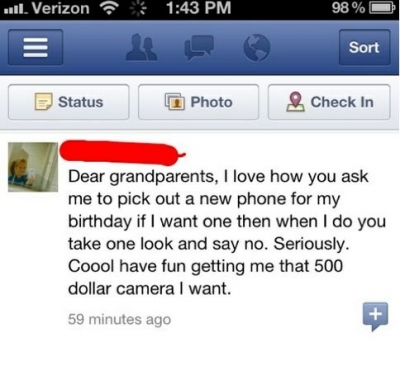 Verizon 1:43 PM 98%
Sort
Status Photo Check In
Dear grandparents, I love how you ask
me to pick out a new phone for my
birthday if I want one then when I do you
take one look and say no. Seriously.
Coool have fun getting me that 500
dollar camera I want.
59 minutes ago